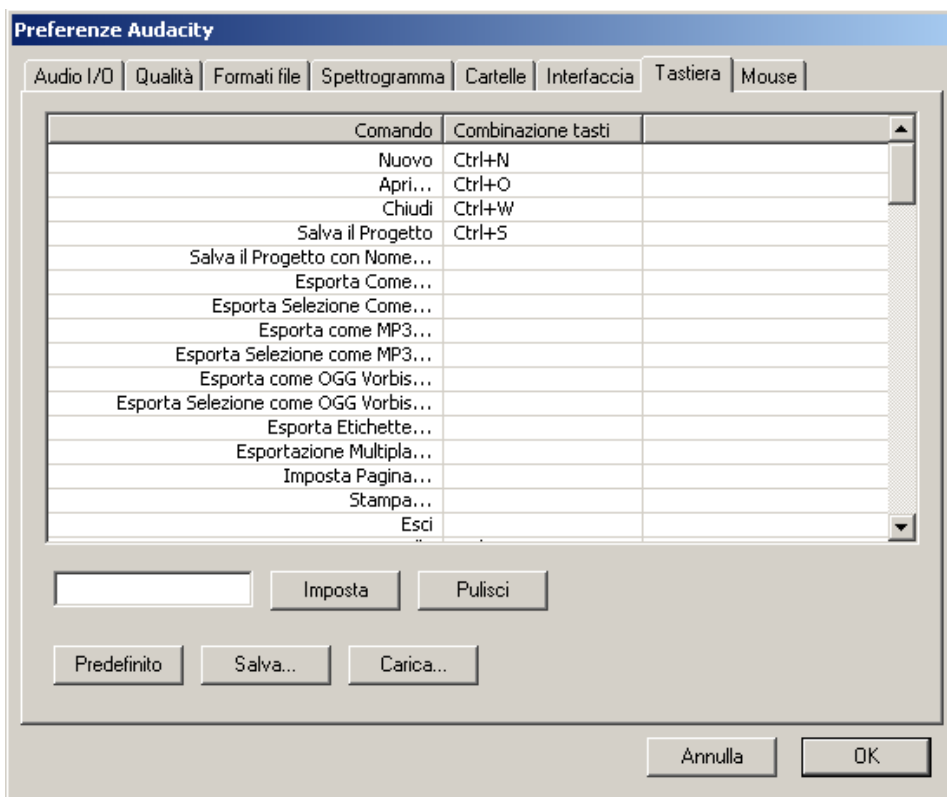 Preferenze Audacity
Audio I/O Qualità Formati file Spettrogramma Cartelle Interfaccia Tastiera Mouse
Comando Combinazione tasti
Nuovo Ctrl+N
Apri... Ctrl+O
Chiudi Ctrl+W
Salva il Progetto Ctrl+S
Salva il Progetto con Nome...
Esporta Come...
Esporta Selezione Come...
Esporta come MP3...
Esporta Selezione come MP3...
Esporta come OGG Vorbis...
Esporta Selezione come OGG Vorbis...
Esporta Etichette...
Esportazione Multipla...
Imposta Pagina...
Stampa...
Esci
Imposta Pulisci
Predefinito Salva... Carica...
Annulla OK